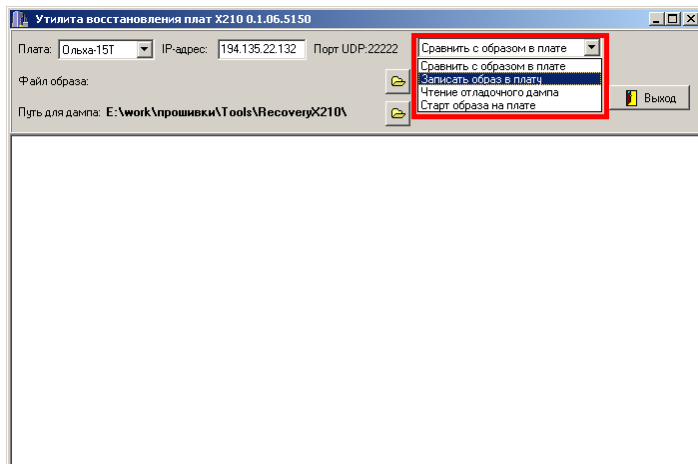 Утилита восстановления плат X210 0.1.06.5150
Плата: Ольха-15Т IP-адрес: 194.135.22.132 Порт UDP:22222 Сравнить с образом в плате
Сравнить с образом в плате
Файл образа:
Записать образ в плату
Чтение отладочного дампа
Выход
Старт образа на плате
Путь для дампа: E:\work\прошивки\Tools\RecoveryX210\